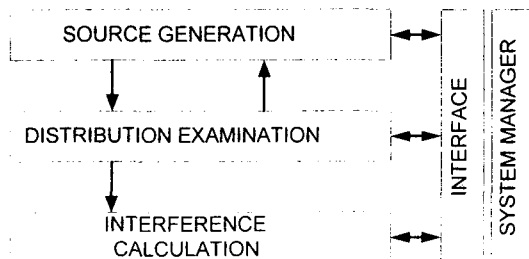 SOURCE GENERATION
DISTRIBUTION EXAMINATION
INTERFERENCE
CALCULATION
INTERFACE
SYSTEM MANAGER